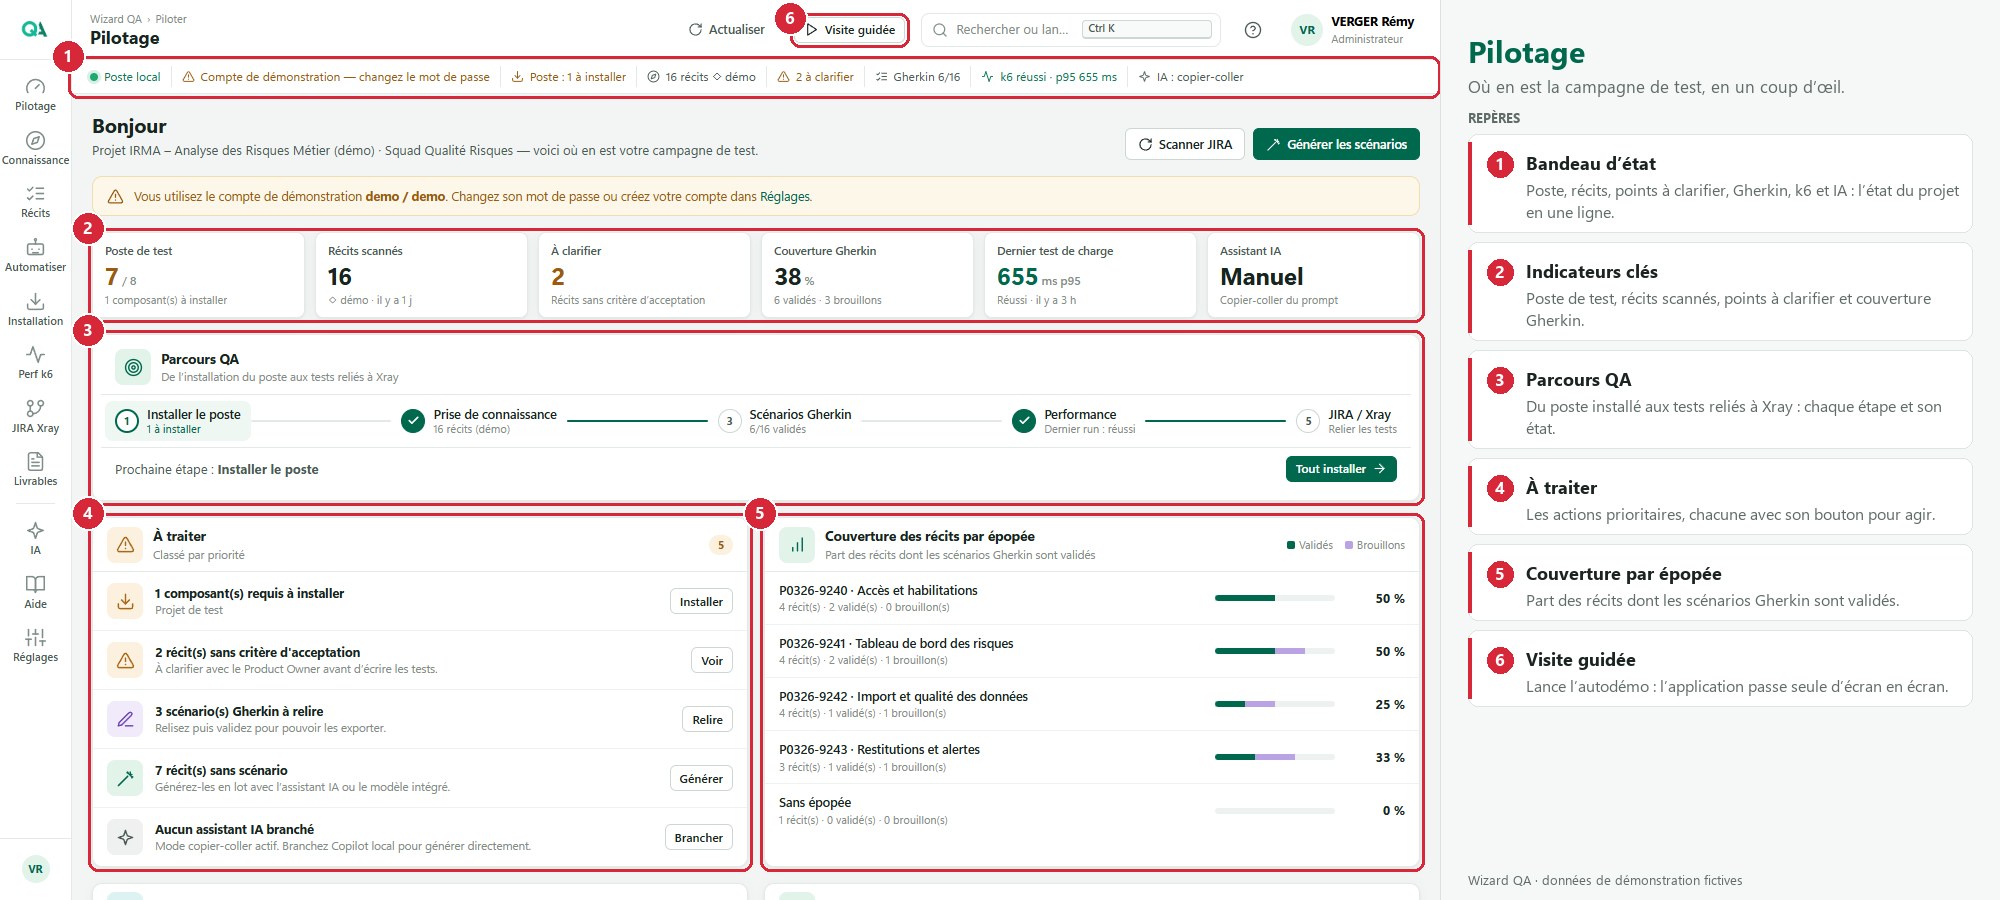 QA
Wizard QA › Piloter
Pilotage
Actualiser
6
Visite guidée
Rechercher ou lan...
Ctrl K
VR
VERGER Rémy
Administrateur
1
Poste local
Compte de démonstration — changez le mot de passe
Poste : 1 à installer
16 récits ◇ démo
2 à clarifier
Gherkin 6/16
k6 réussi · p95 655 ms
IA : copier-coller
Pilotage
Connaissance
Récits
Automatiser
Installation
Perf k6
JIRA Xray
Livrables
IA
Aide
Réglages
VR
Bonjour
Projet IRMA – Analyse des Risques Métier (démo) · Squad Qualité Risques — voici où en est votre campagne de test.
Scanner JIRA
Générer les scénarios
Vous utilisez le compte de démonstration demo / demo. Changez son mot de passe ou créez votre compte dans Réglages.
2
Poste de test
7 / 8
1 composant(s) à installer
Récits scannés
16
◇ démo · il y a 1 j
À clarifier
2
Récits sans critère d'acceptation
Couverture Gherkin
38 %
6 validés · 3 brouillons
Dernier test de charge
655 ms p95
Réussi · il y a 3 h
Assistant IA
Manuel
Copier-coller du prompt
3
Parcours QA
De l'installation du poste aux tests reliés à Xray
1
Installer le poste
1 à installer
Prise de connaissance
16 récits (démo)
3
Scénarios Gherkin
6/16 validés
Performance
Dernier run : réussi
5
JIRA / Xray
Relier les tests
Prochaine étape : Installer le poste
Tout installer
4
À traiter
Classé par priorité
5
1 composant(s) requis à installer
Projet de test
Installer
2 récit(s) sans critère d'acceptation
À clarifier avec le Product Owner avant d'écrire les tests.
Voir
3 scénario(s) Gherkin à relire
Relisez puis validez pour pouvoir les exporter.
Relire
7 récit(s) sans scénario
Générez-les en lot avec l'assistant IA ou le modèle intégré.
Générer
Aucun assistant IA branché
Mode copier-coller actif. Branchez Copilot local pour générer directement.
Brancher
5
Couverture des récits par épopée
Part des récits dont les scénarios Gherkin sont validés
Validés
Brouillons
P0326-9240 · Accès et habilitations
4 récit(s) · 2 validé(s) · 0 brouillon(s)
50 %
P0326-9241 · Tableau de bord des risques
4 récit(s) · 2 validé(s) · 1 brouillon(s)
50 %
P0326-9242 · Import et qualité des données
4 récit(s) · 1 validé(s) · 1 brouillon(s)
25 %
P0326-9243 · Restitutions et alertes
3 récit(s) · 1 validé(s) · 1 brouillon(s)
33 %
Sans épopée
1 récit(s) · 0 validé(s) · 0 brouillon(s)
0 %
Pilotage
Où en est la campagne de test, en un coup d’œil.
REPÈRES
1
Bandeau d’état
Poste, récits, points à clarifier, Gherkin, k6 et IA : l’état du projet
en une ligne.
2
Indicateurs clés
Poste de test, récits scannés, points à clarifier et couverture
Gherkin.
3
Parcours QA
Du poste installé aux tests reliés à Xray : chaque étape et son
état.
4
À traiter
Les actions prioritaires, chacune avec son bouton pour agir.
5
Couverture par épopée
Part des récits dont les scénarios Gherkin sont validés.
6
Visite guidée
Lance l’autodémo : l’application passe seule d’écran en écran.
Wizard QA · données de démonstration fictives